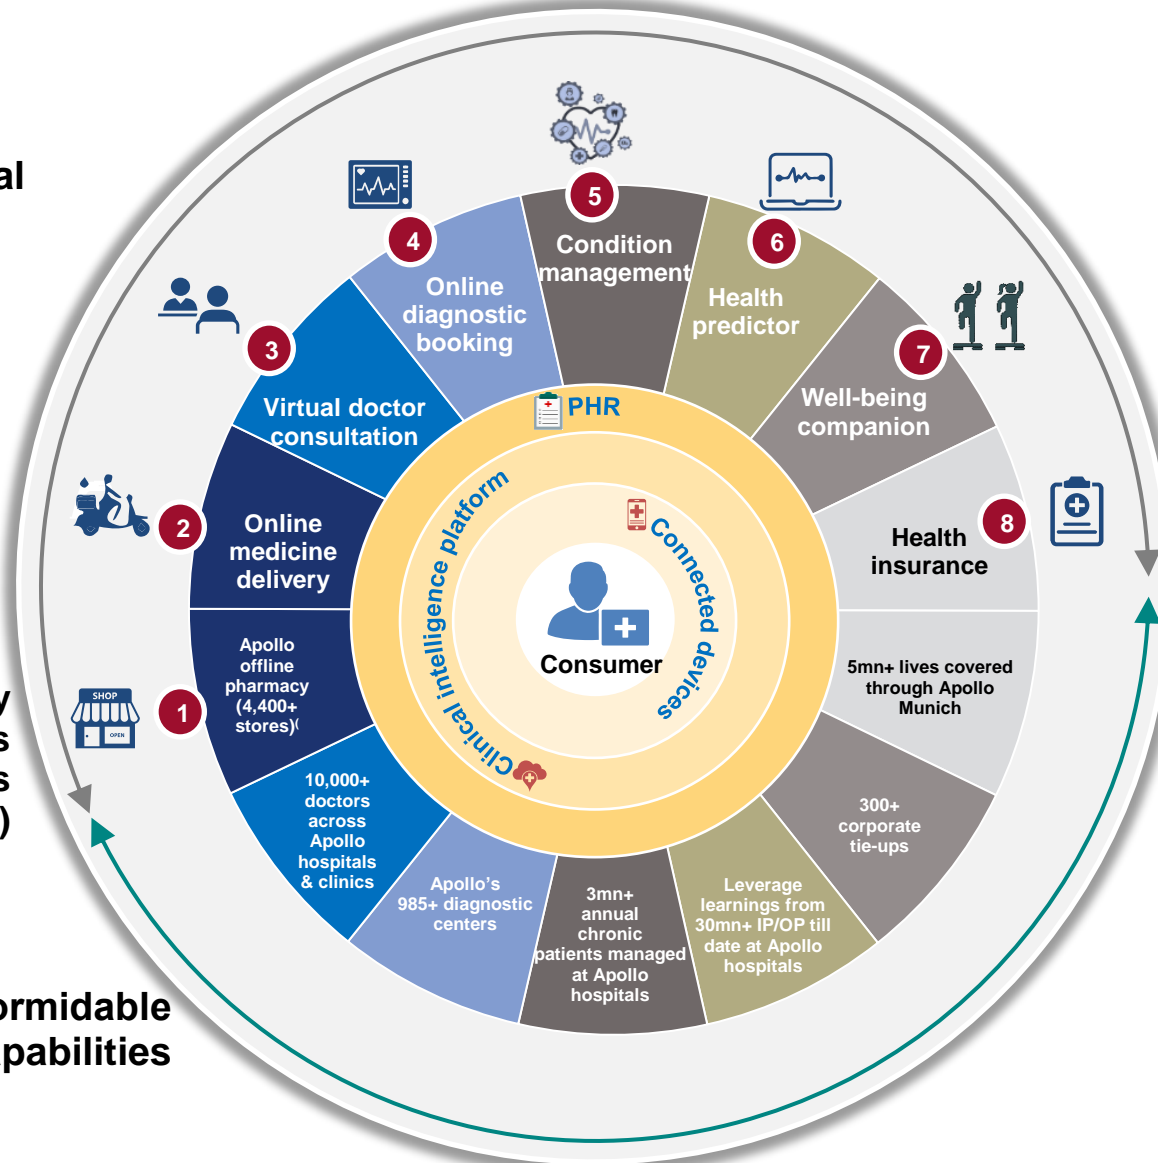 al
5
Condition
management
4
Online
diagnostic
booking
6
Health
predictor
3
Virtual doctor
consultation
7
Well-being
companion
PHR
Clinical intelligence platform
Connected devices
Consumer
2
Online
medicine
delivery
8
Health
insurance
SHOP
OPEN
1
Apollo
offline
pharmacy
(4,400+
stores)(
5mn+ lives covered
through Apollo
Munich
y
s
s
)
10,000+
doctors
across
Apollo
hospitals
& clinics
300+
corporate
tie-ups
Apollo’s
985+ diagnostic
centers
3mn+
annual
chronic
patients managed
at Apollo
hospitals
Leverage
learnings from
30mn+ IP/OP till
date at Apollo
hospitals
ormidable
apabilities